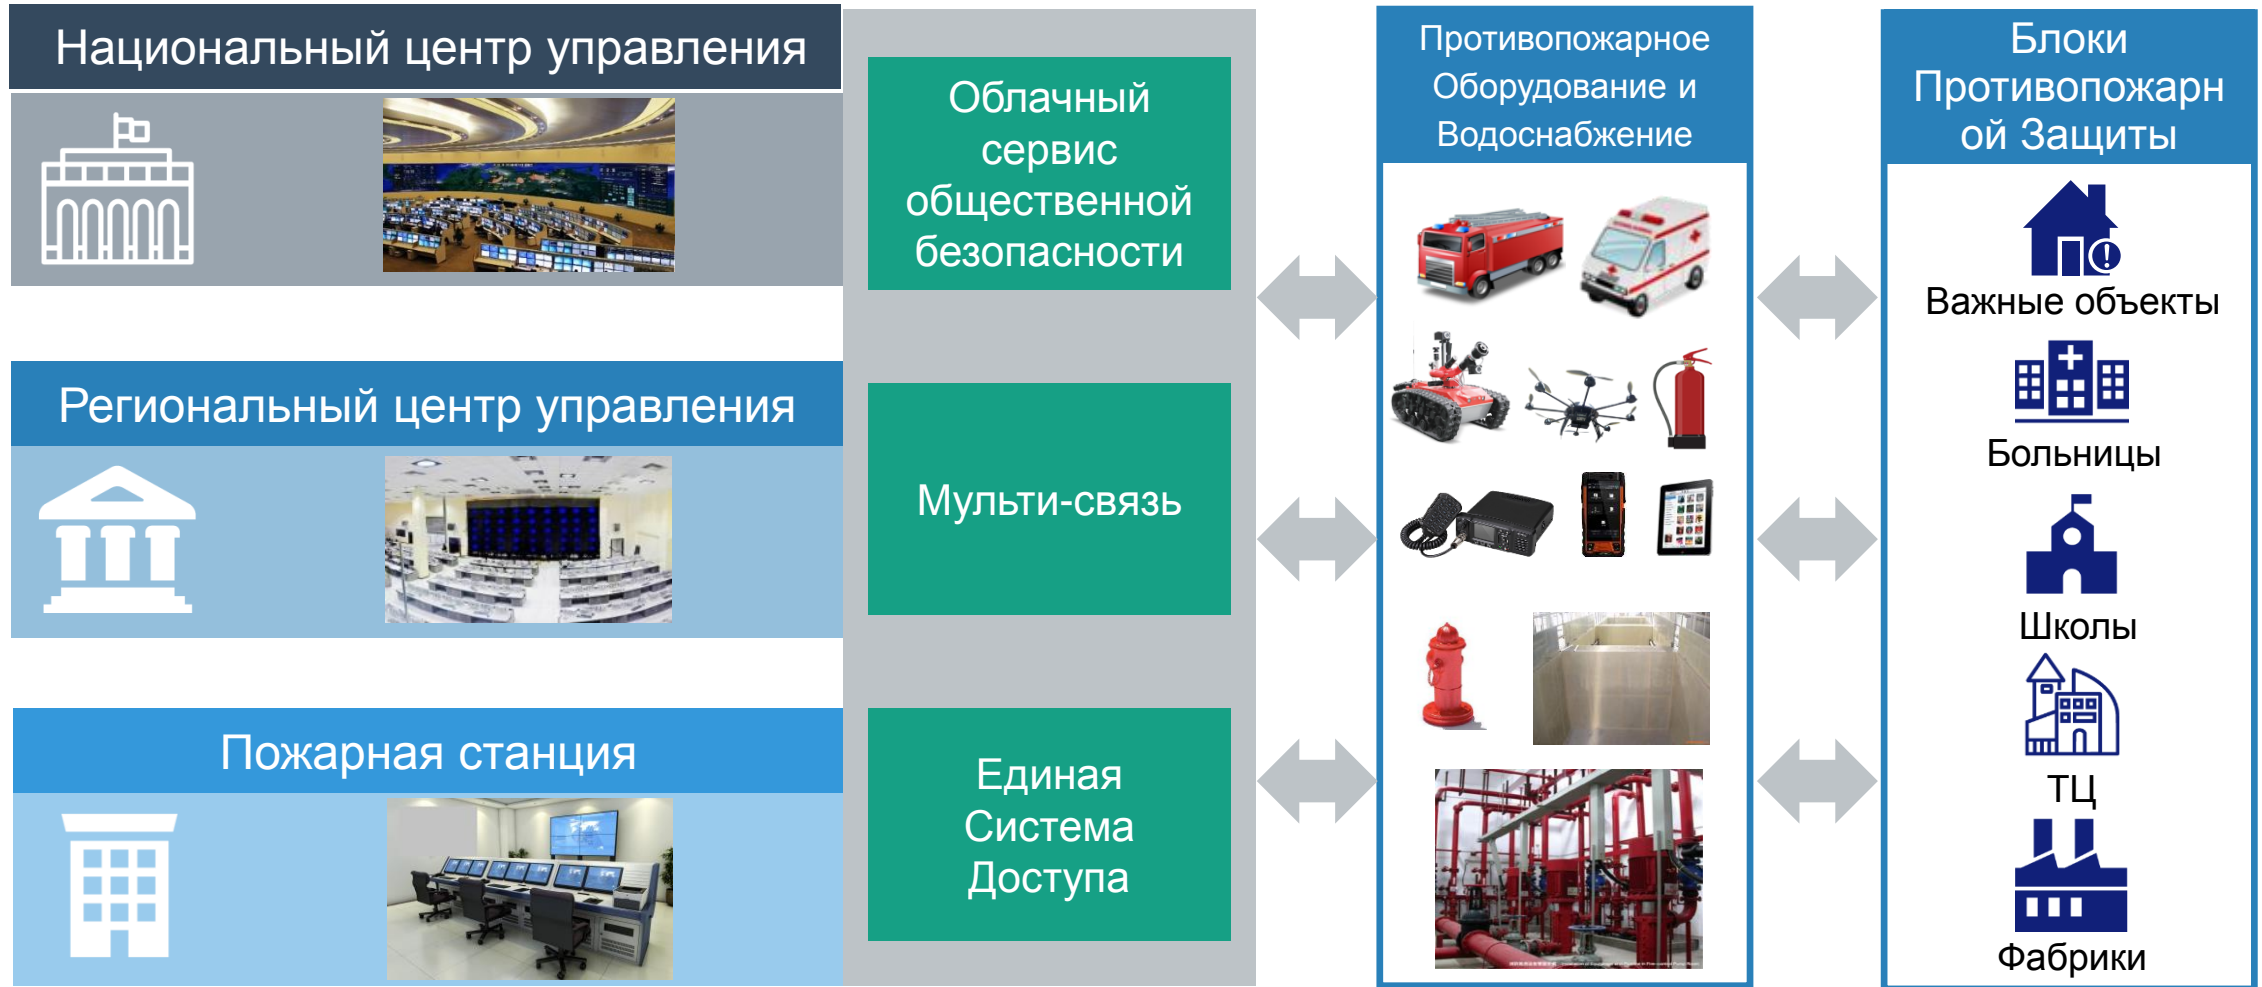 Национальный центр управления
Региональный центр управления
Пожарная станция
Облачный
сервис
общественной
безопасности
Мульти-связь
Единая
Система
Доступа
Противопожарное
Оборудование и
Водоснабжение
Блоки
Противопожарн
ой Защиты
Важные объекты
Больницы
Школы
ТЦ
Фабрики